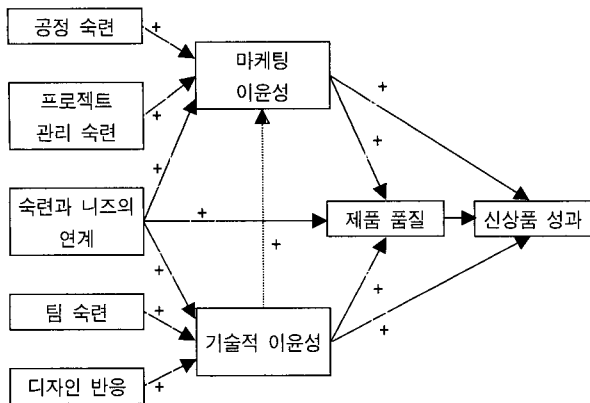 공정 숙련
+
마케팅
이윤성
프로젝트
관리 숙련
+
+
+
+
숙련과 니즈의
연계
+
제품 품질
신상품 성과
+
+
팀 숙련
+
기술적 이윤성
+
+
디자인 반응
+